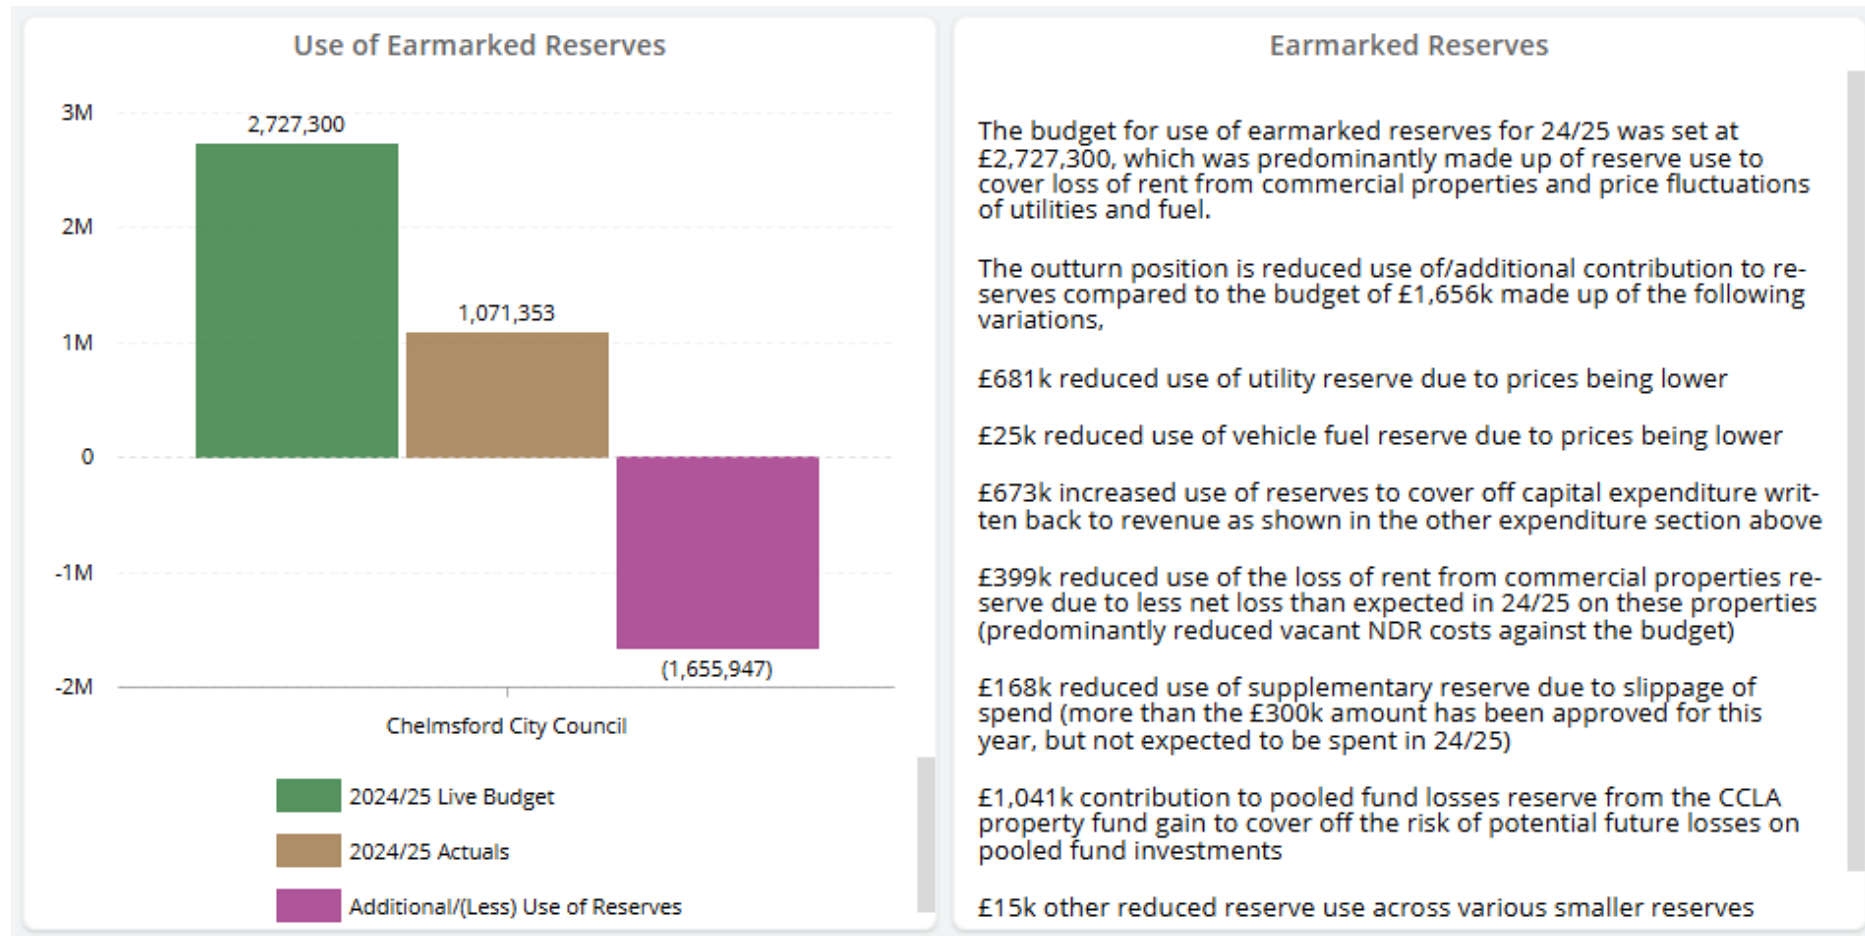 Use of Earmarked Reserves
3M
2,727,300
2M
1,071,353
1M
0
-1M
(1,655,947)
-2M
Chelmsford City Council
2024/25 Live Budget
2024/25 Actuals
Additional/(Less) Use of Reserves
Earmarked Reserves
The budget for use of earmarked reserves for 24/25 was set at
£2,727,300, which was predominantly made up of reserve use to
cover loss of rent from commercial properties and price fluctuations
of utilities and fuel.
The outturn position is reduced use of/additional contribution to re-
serves compared to the budget of £1,656k made up of the following
variations,
£681k reduced use of utility reserve due to prices being lower
£25k reduced use of vehicle fuel reserve due to prices being lower
£673k increased use of reserves to cover off capital expenditure writ-
ten back to revenue as shown in the other expenditure section above
£399k reduced use of the loss of rent from commercial properties re-
serve due to less net loss than expected in 24/25 on these properties
(predominantly reduced vacant NDR costs against the budget)
£168k reduced use of supplementary reserve due to slippage of
spend (more than the £300k amount has been approved for this
year, but not expected to be spent in 24/25)
£1,041k contribution to pooled fund losses reserve from the CCLA
property fund gain to cover off the risk of potential future losses on
pooled fund investments
£15k other reduced reserve use across various smaller reserves